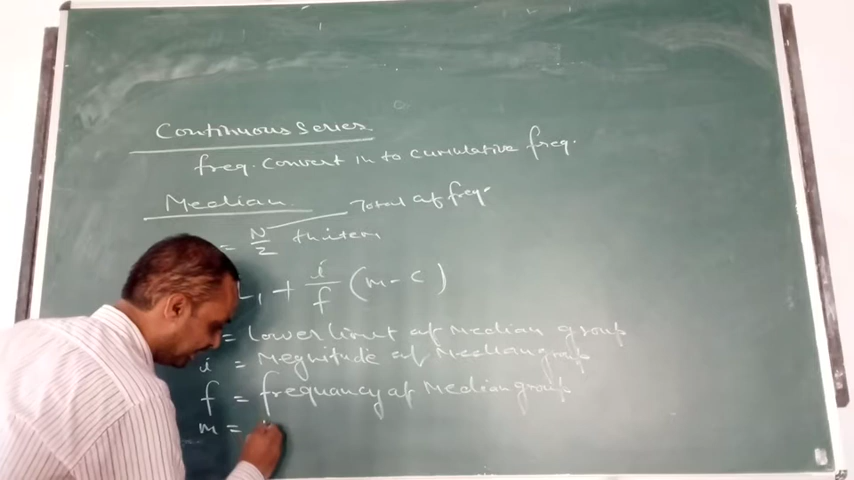 Continuous Series
freq. Convert in to cumulative freq.
Median
Total of freq.
= N/2 th item
L1 + i/f (m - c)
= Lower limit of Median group
i = Megnitude of Median group
f = frequancy of Median group
m =